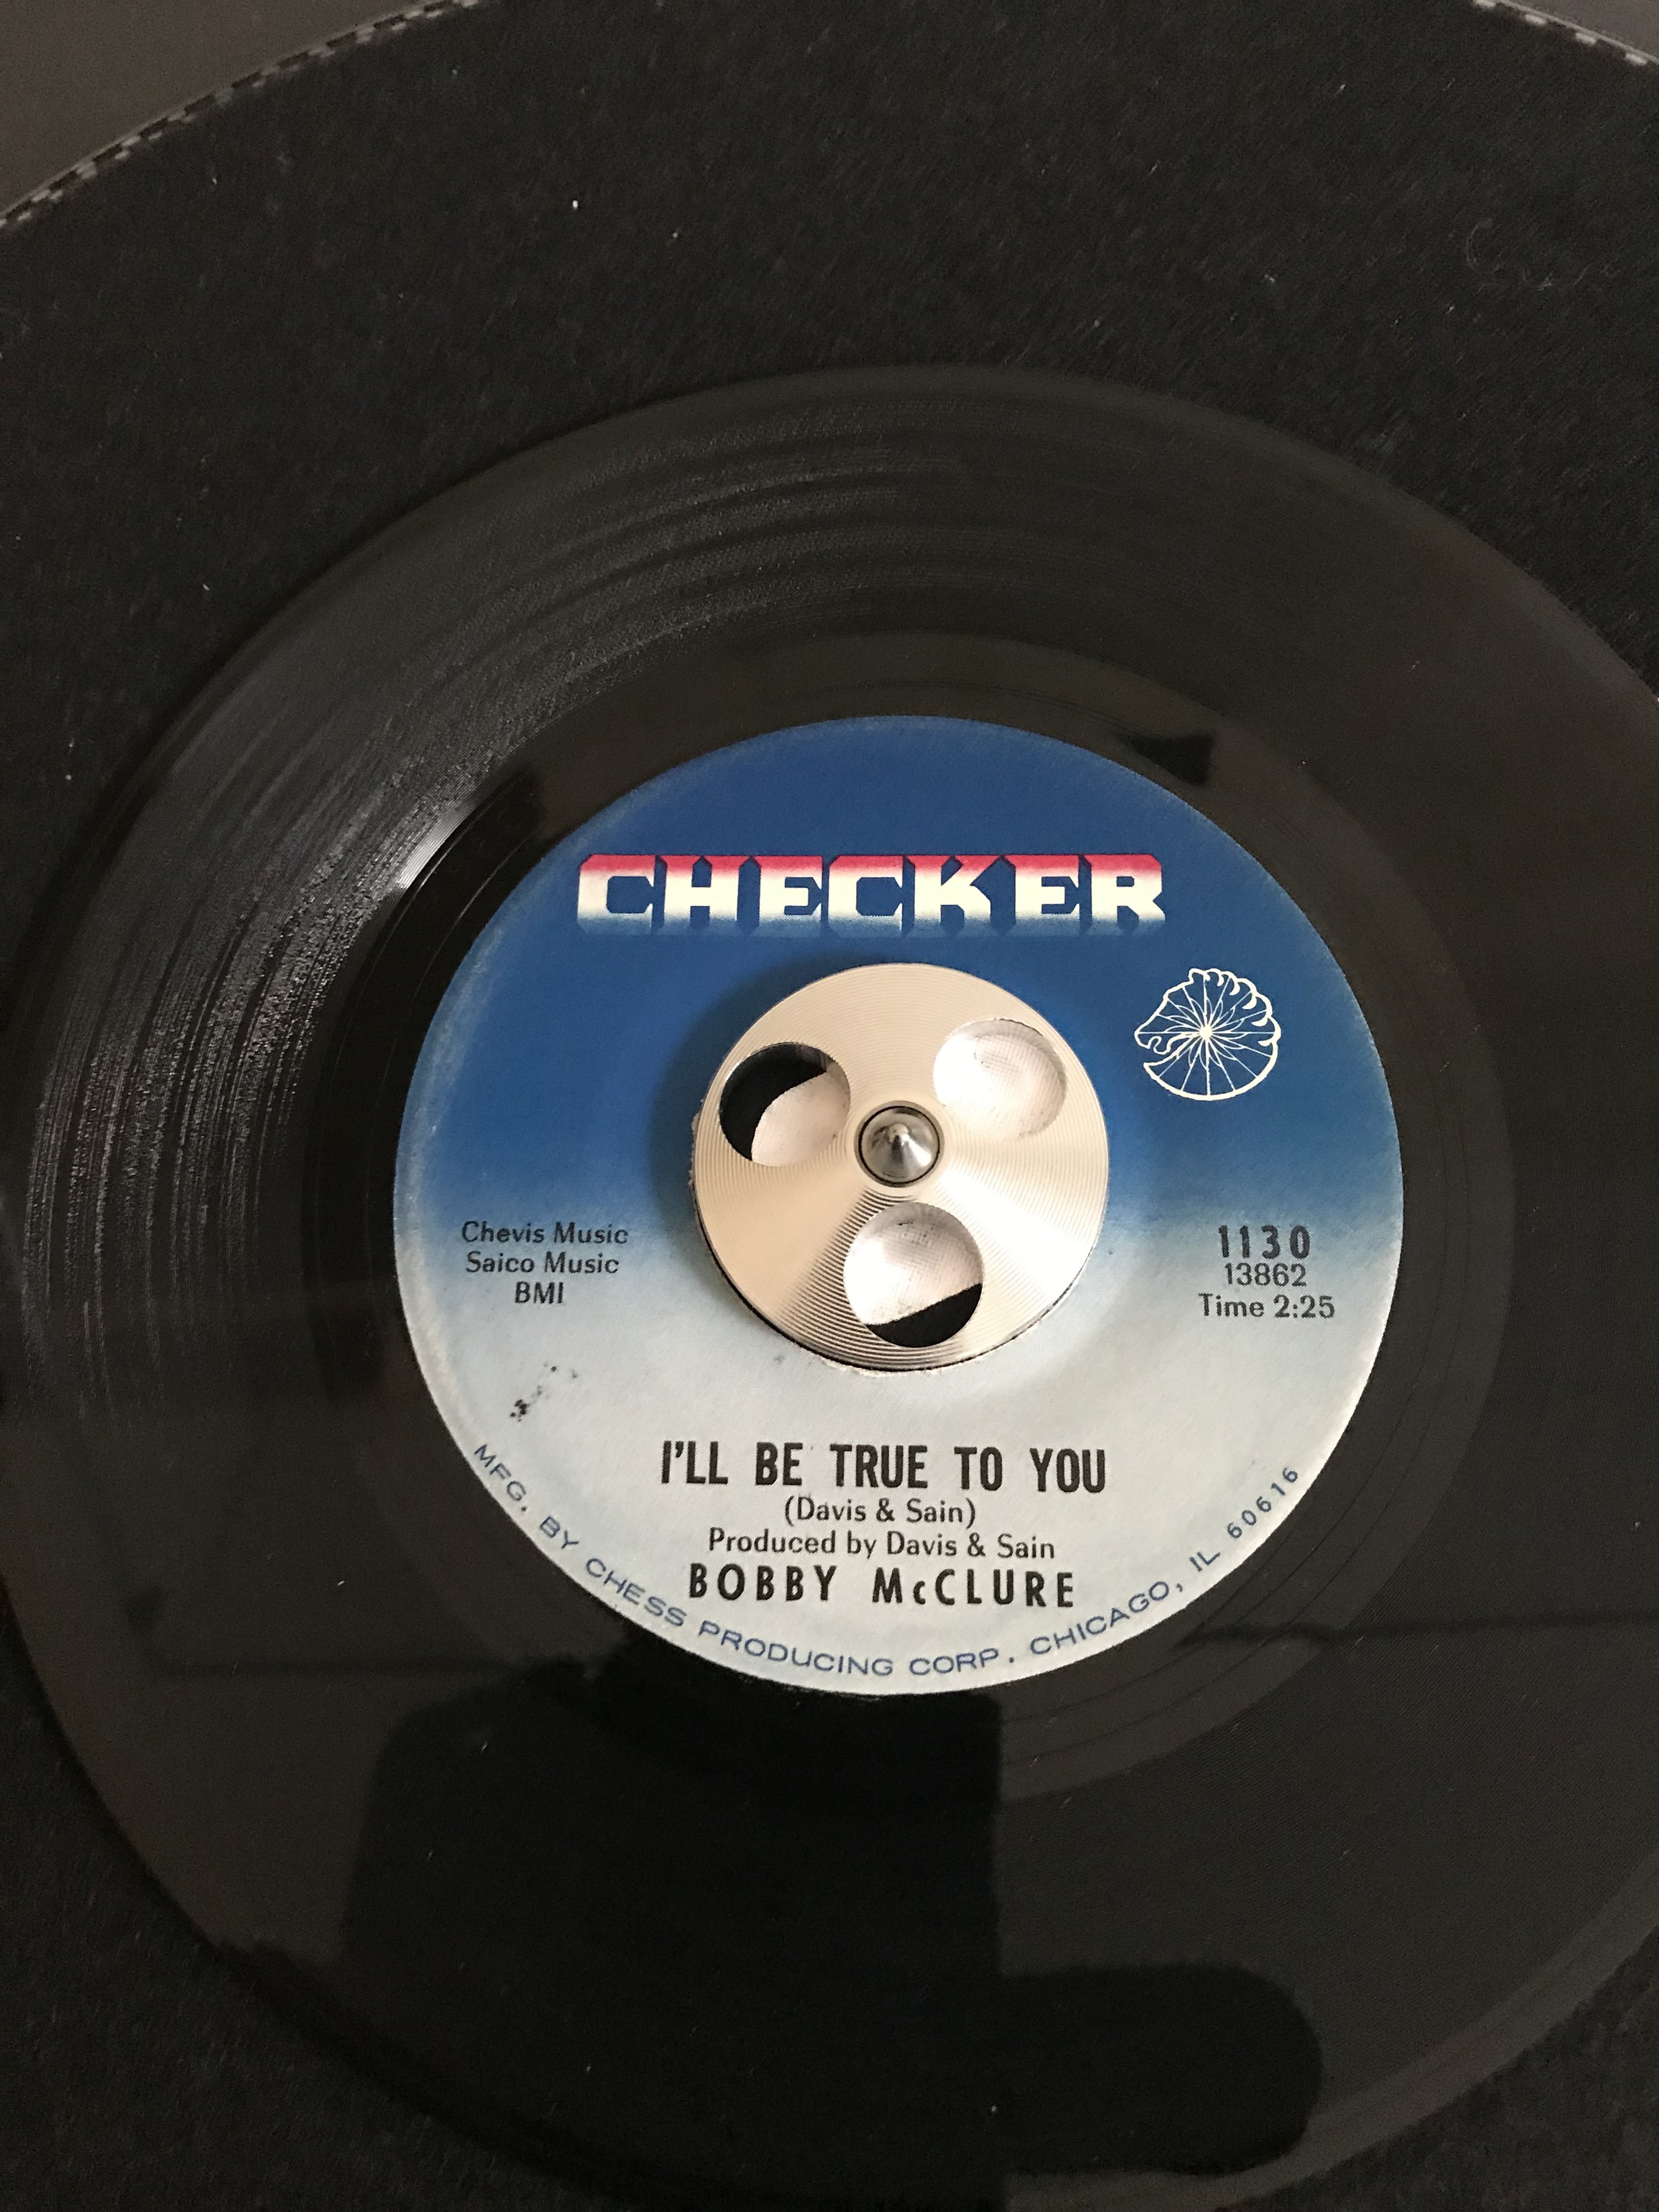 CHECKER
Chevis Music
Saico Music
BMI
1130
13862
Time 2:25
I'LL BE TRUE TO YOU
(Davis & Sain)
Produced by Davis & Sain
BOBBY McCLURE
MFG. BY CHESS PRODUCING CORP. CHICAGO, IL 60616